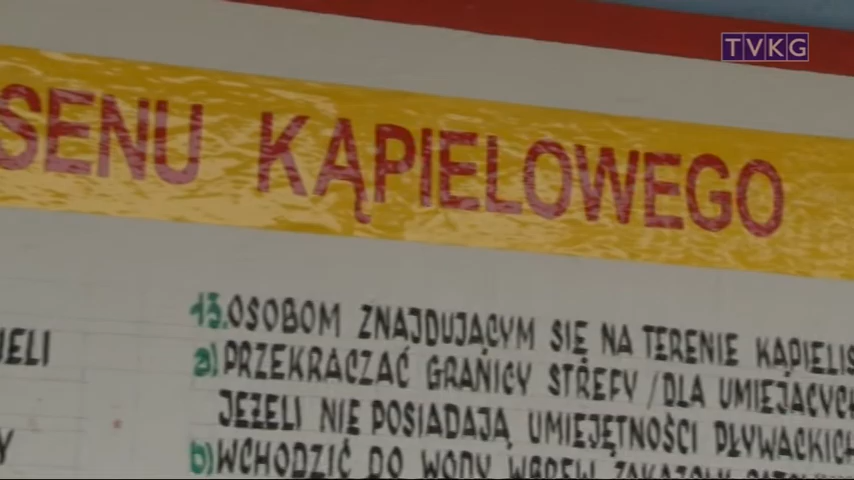 TVKG
SENU KĄPIELOWEGO
JELI
Y
13. OSOBOM ZNAJDUJĄCYM SIĘ NA TERENIE KĄPIELIS
a) PRZEKRACZAĆ GRANICY STREFY / DLA UMIEJĄCYCH
JEŻELI NIE POSIADAJĄ UMIEJĘTNOŚCI PŁYWACKICH
b) WCHODZIĆ DO WODY WBREW